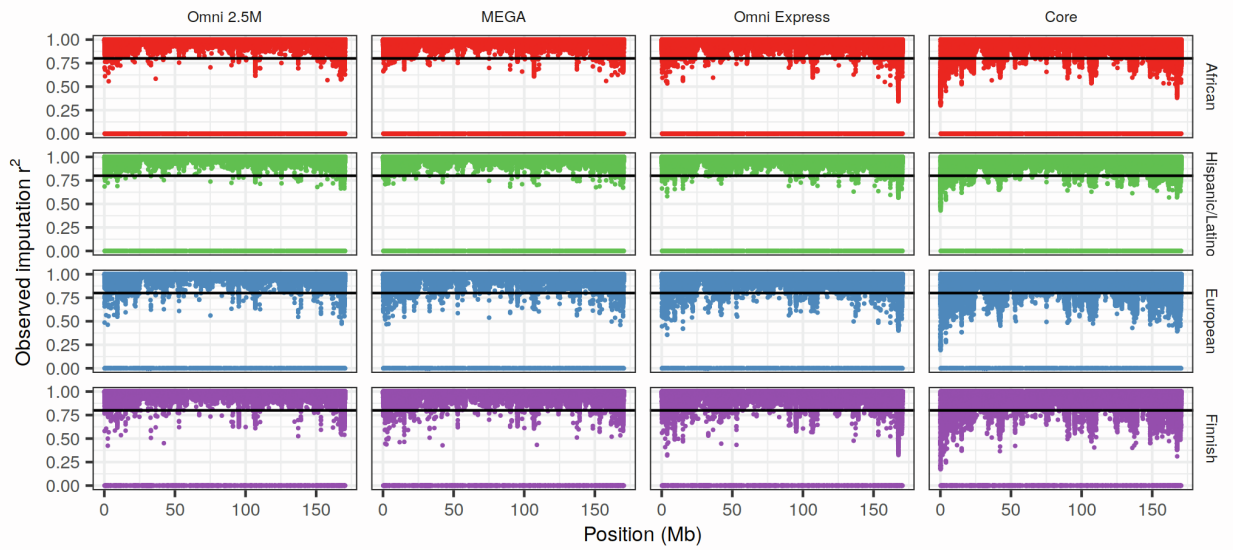 Omni 2.5M MEGA Omni Express Core
1.00
0.75
0.50
0.25
0.00
African
1.00
0.75
0.50
0.25
0.00
Hispanic/Latino
1.00
0.75
0.50
0.25
0.00
European
1.00
0.75
0.50
0.25
0.00
Finnish
Observed imputation r²
0 50 100 150 0 50 100 150 0 50 100 150 0 50 100 150
Position (Mb)